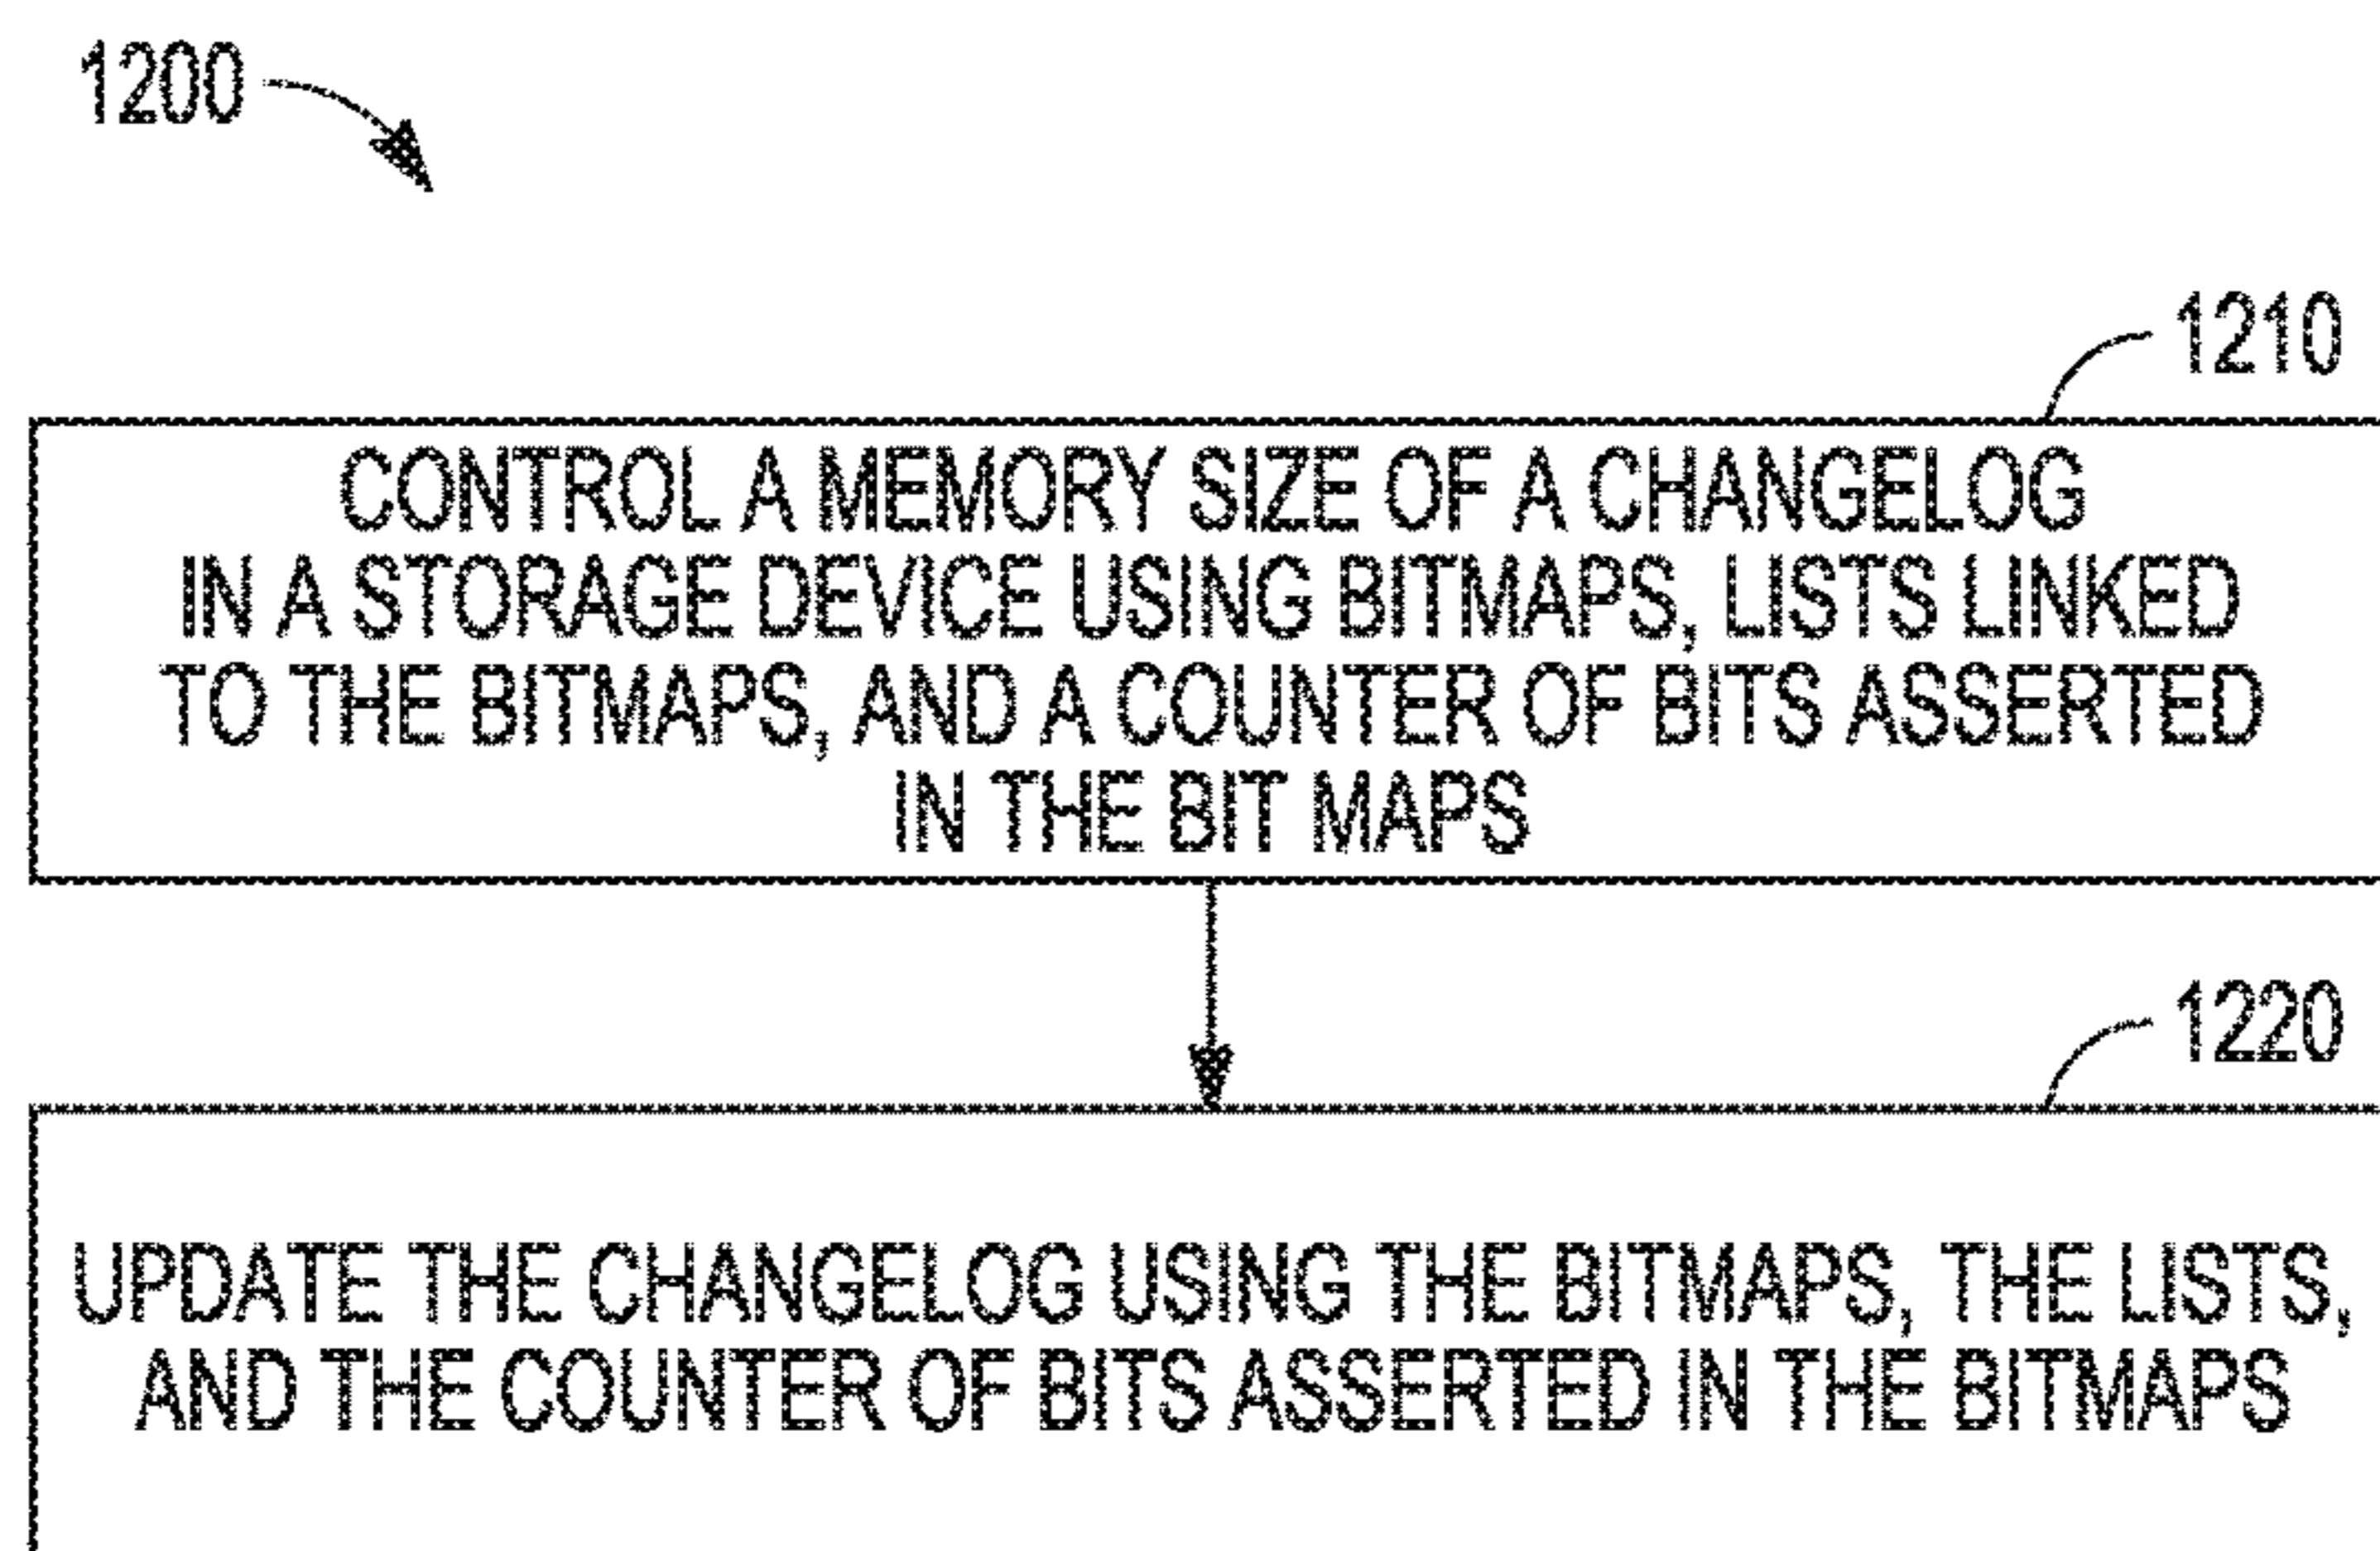 1200
1210
CONTROL A MEMORY SIZE OF A CHANGELOG
IN A STORAGE DEVICE USING BITMAPS, LISTS LINKED
TO THE BITMAPS, AND A COUNTER OF BITS ASSERTED
IN THE BIT MAPS
1220
UPDATE THE CHANGELOG USING THE BITMAPS, THE LISTS,
AND THE COUNTER OF BITS ASSERTED IN THE BITMAPS